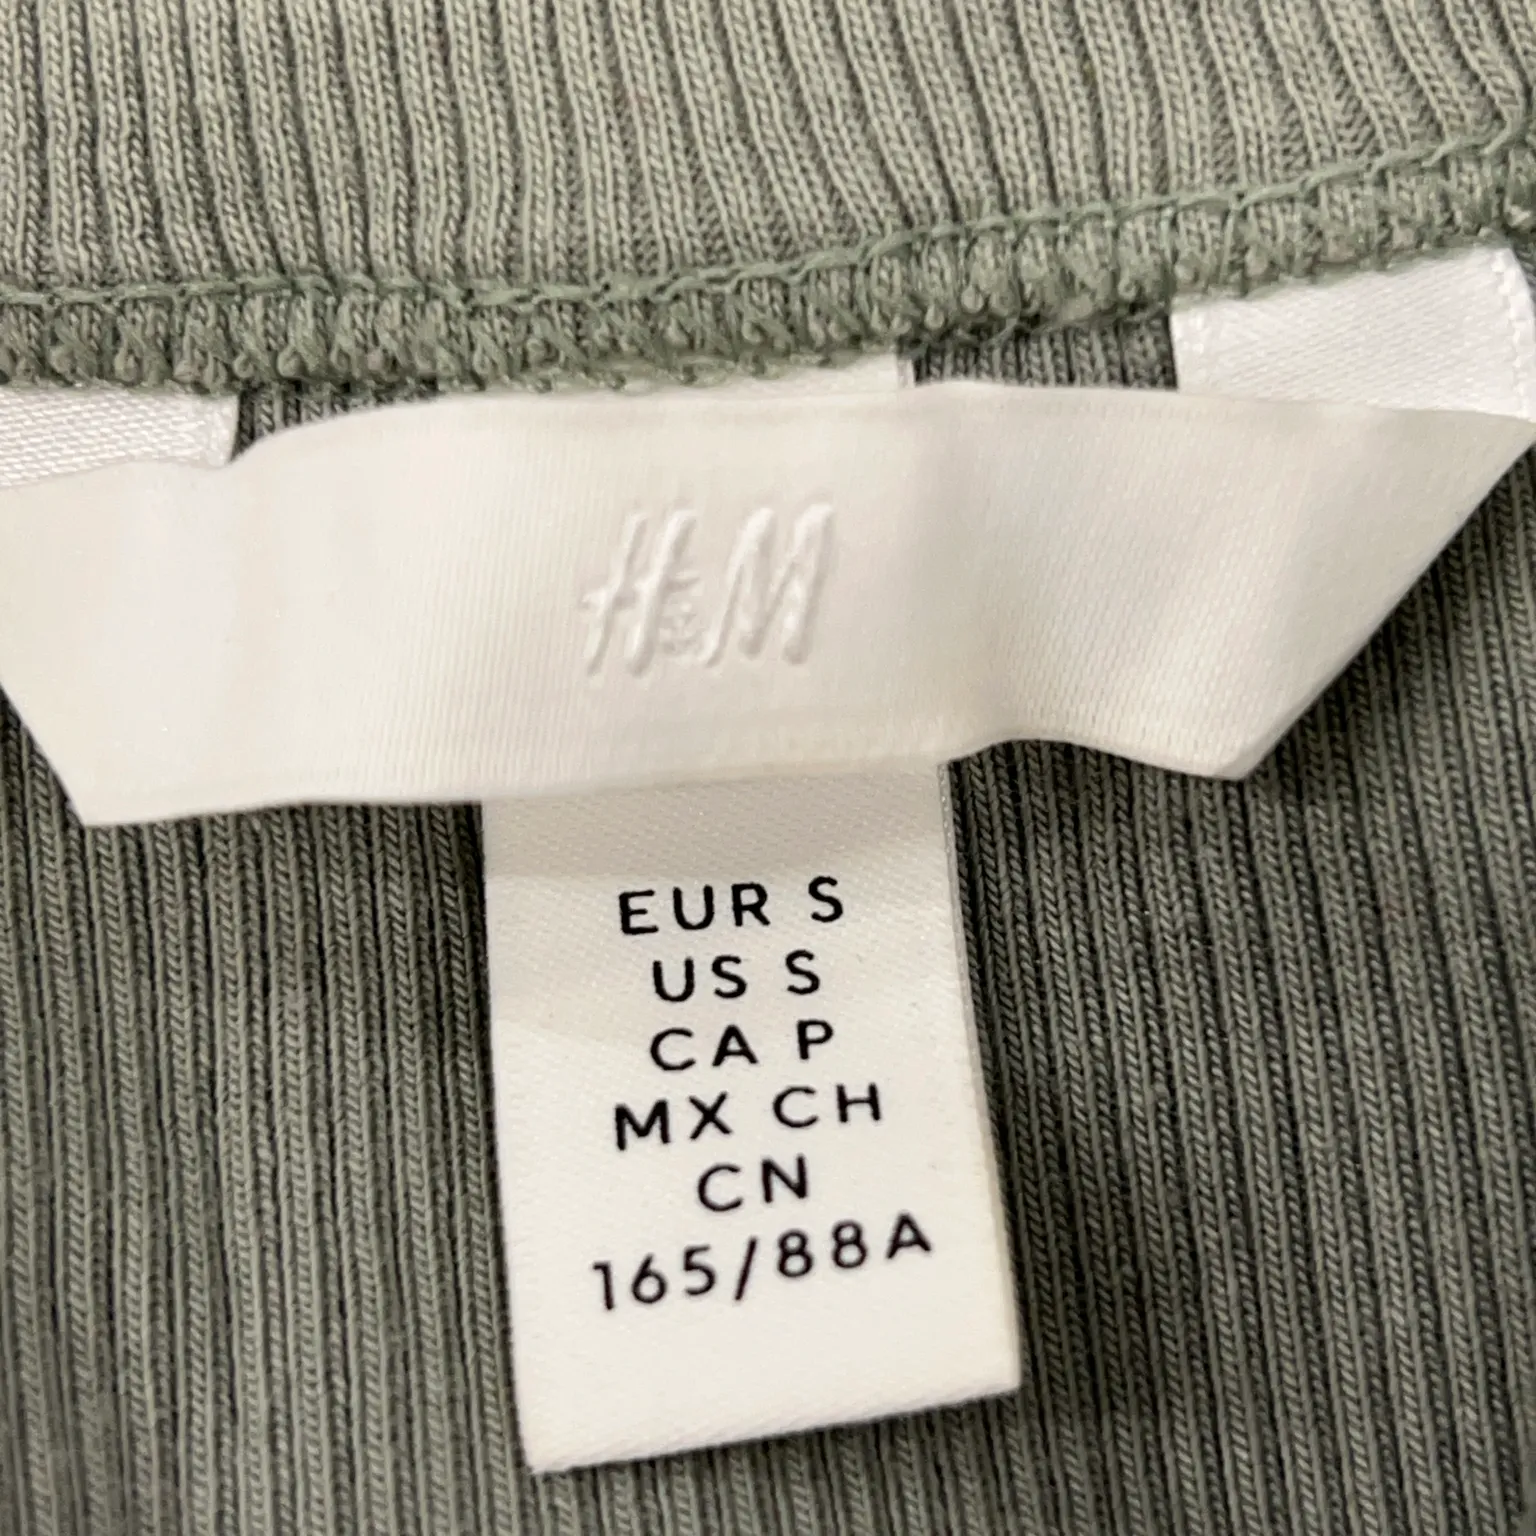 H&M
EUR S
US S
CA P
MX CH
CN
165/88A